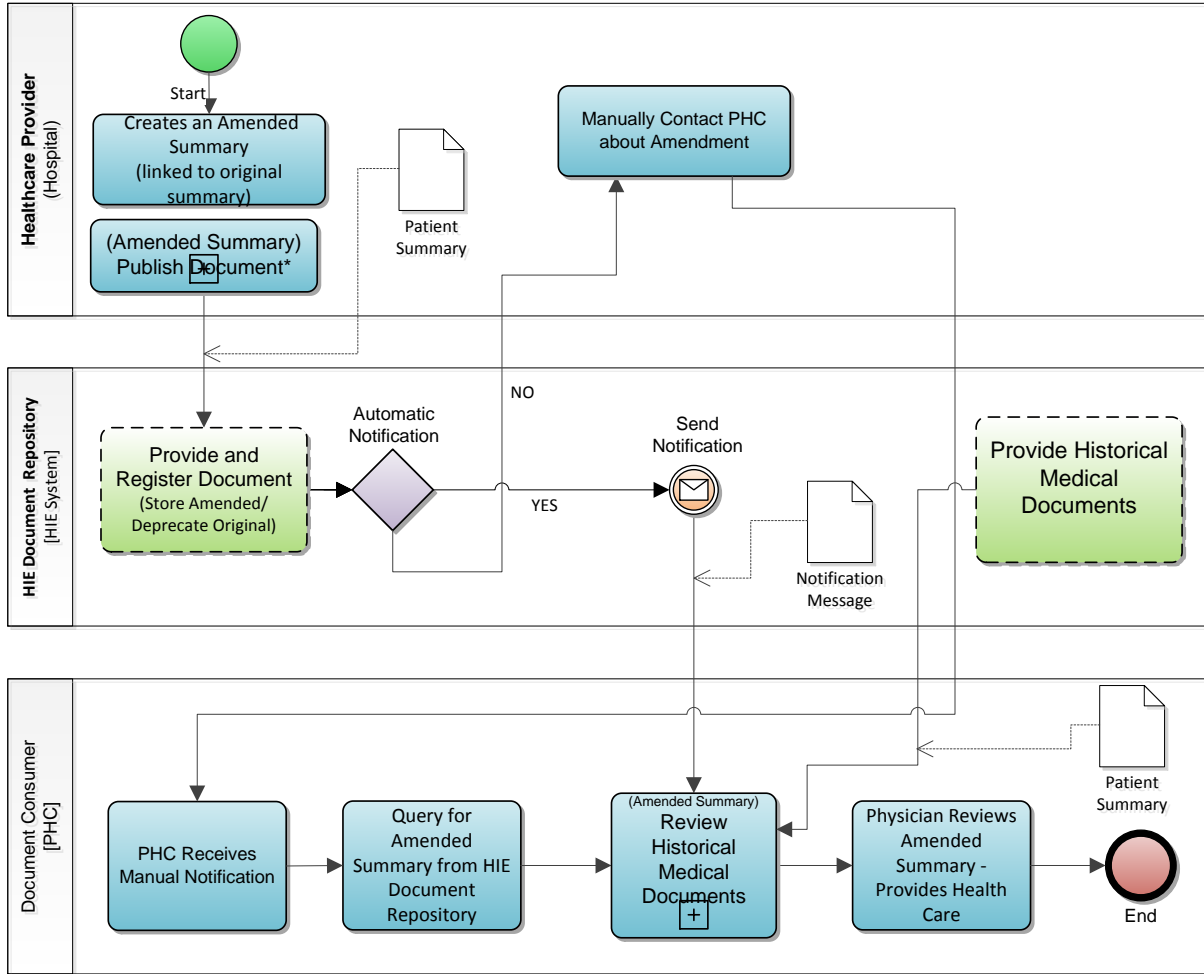 Healthcare Provider
(Hospital)
Start
Creates an Amended
Summary
(linked to original
summary)
(Amended Summary)
Publish Document*
Patient
Summary
Manually Contact PHC
about Amendment
HIE Document Repository
[HIE System]
Provide and
Register Document
(Store Amended/
Deprecate Original)
Automatic
Notification
NO
YES
Send
Notification
Notification
Message
Provide Historical
Medical
Documents
Document Consumer
[PHC]
PHC Receives
Manual Notification
Query for
Amended
Summary from HIE
Document
Repository
(Amended Summary)
Review
Historical
Medical
Documents
Physician Reviews
Amended
Summary -
Provides Health
Care
Patient
Summary
End